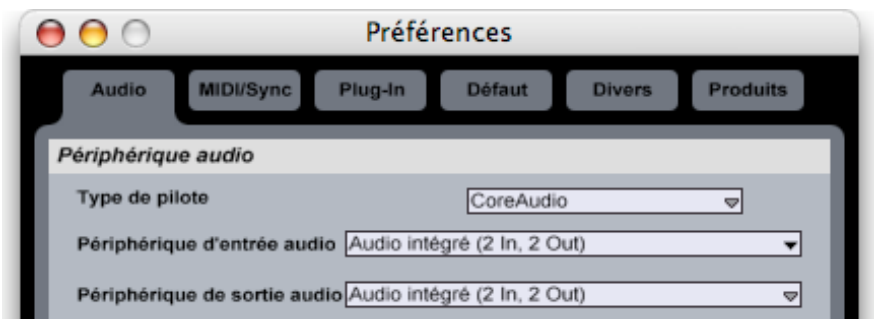 Préférences
Audio MIDI/Sync Plug-In Défaut Divers Produits
Périphérique audio
Type de pilote CoreAudio
Périphérique d'entrée audio Audio intégré (2 In, 2 Out)
Périphérique de sortie audio Audio intégré (2 In, 2 Out)